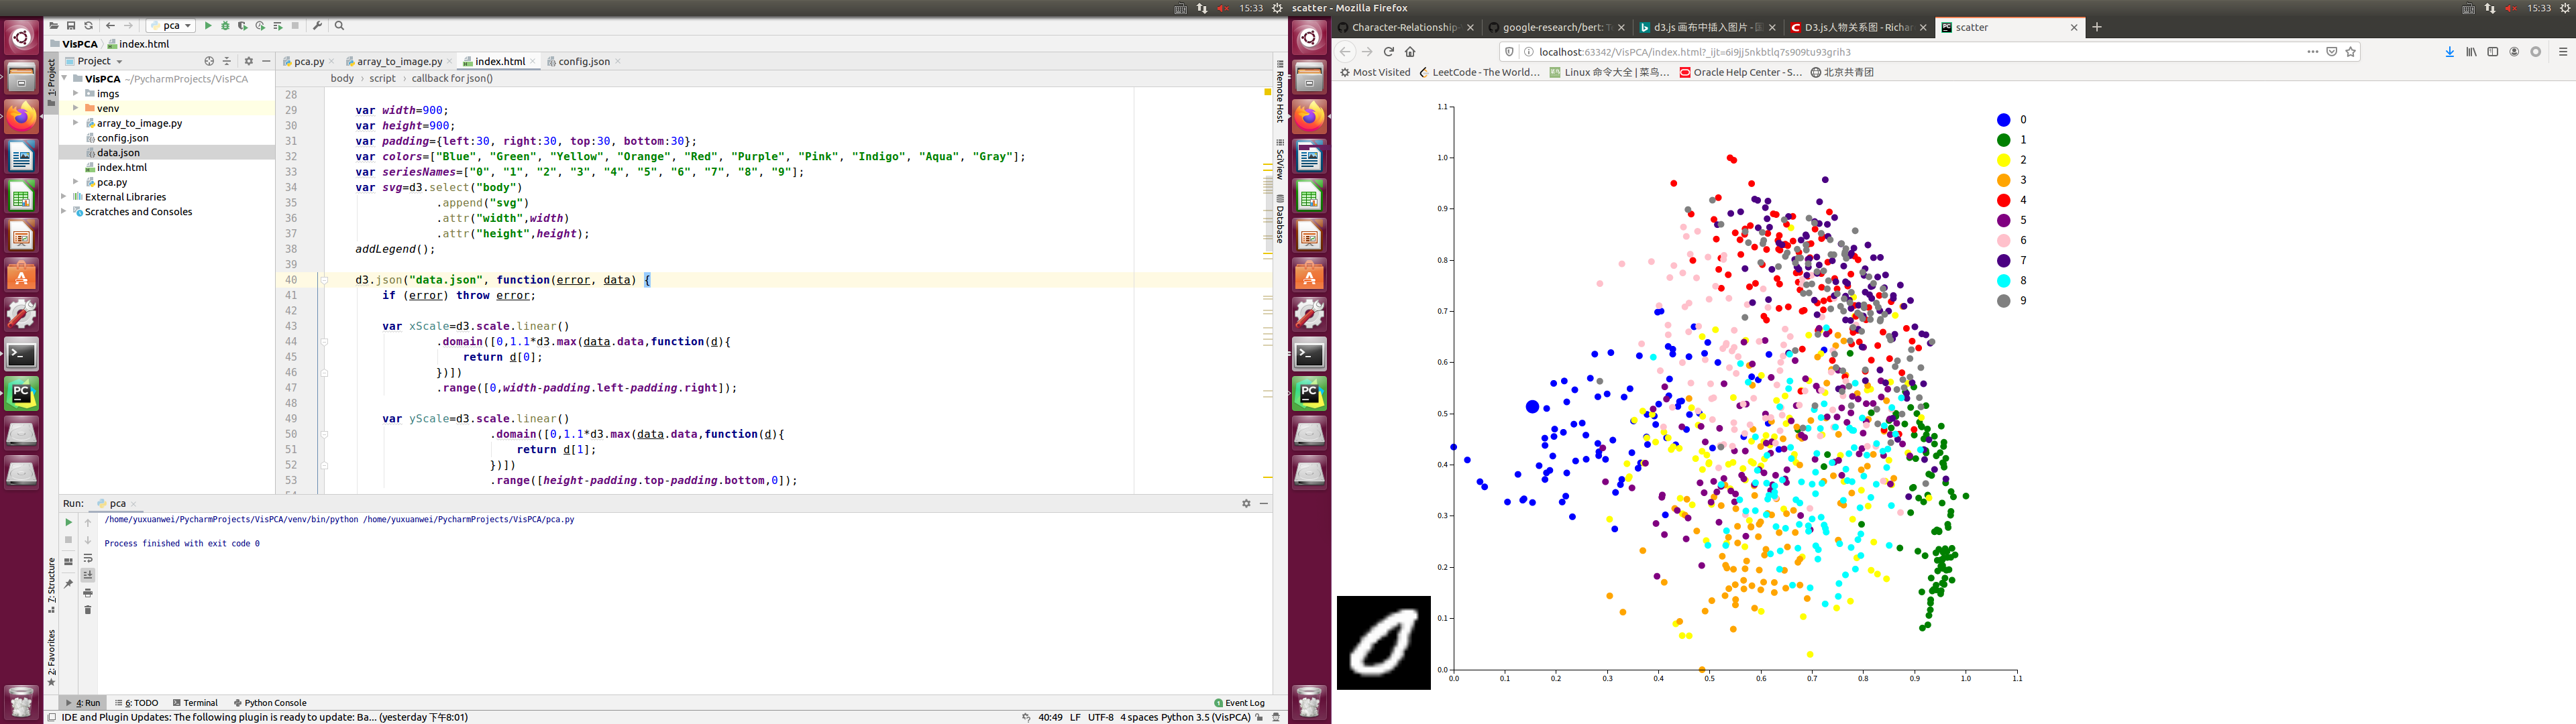 15:33
pca
VisPCA
index.html
1: Project
Project
VisPCA ~/PycharmProjects/VisPCA
imgs
venv
array_to_image.py
config.json
data.json
index.html
pca.py
External Libraries
Scratches and Consoles
pca.py
array_to_image.py
index.html
config.json
body › script › callback for json()
28
29 var width=900;
30 var height=900;
31 var padding={left:30, right:30, top:30, bottom:30};
32 var colors=["Blue", "Green", "Yellow", "Orange", "Red", "Purple", "Pink", "Indigo", "Aqua", "Gray"];
33 var seriesNames=["0", "1", "2", "3", "4", "5", "6", "7", "8", "9"];
34 var svg=d3.select("body")
35 .append("svg")
36 .attr("width",width)
37 .attr("height",height);
38 addLegend();
39
40 d3.json("data.json", function(error, data) {
41 if (error) throw error;
42
43 var xScale=d3.scale.linear()
44 .domain([0,1.1*d3.max(data.data,function(d){
45 return d[0];
46 })])
47 .range([0,width-padding.left-padding.right]);
48
49 var yScale=d3.scale.linear()
50 .domain([0,1.1*d3.max(data.data,function(d){
51 return d[1];
52 })])
53 .range([height-padding.top-padding.bottom,0]);
Remote Host
SciView
Database
Run: pca
/home/yuxuanwei/PycharmProjects/VisPCA/venv/bin/python /home/yuxuanwei/PycharmProjects/VisPCA/pca.py
Process finished with exit code 0
7: Structure
2: Favorites
4: Run
6: TODO
Terminal
Python Console
Event Log
IDE and Plugin Updates: The following plugin is ready to update: Ba... (yesterday 下午8:01)
40:49 LF UTF-8 4 spaces Python 3.5 (VisPCA)
scatter - Mozilla Firefox
15:33
Character-Relationship
google-research/bert: T
d3.js 画布中插入图片 - 国
D3.js人物关系图 - Richan
scatter
localhost:63342/VisPCA/index.html?_ijt=6i9jj5nkbtlq7s909tu93grih3
Most Visited
LeetCode - The World…
Linux 命令大全 | 菜鸟…
Oracle Help Center - S…
北京共青团
1.1
1.0
0.9
0.8
0.7
0.6
0.5
0.4
0.3
0.2
0.1
0.0
0.0 0.1 0.2 0.3 0.4 0.5 0.6 0.7 0.8 0.9 1.0 1.1
0
1
2
3
4
5
6
7
8
9
0